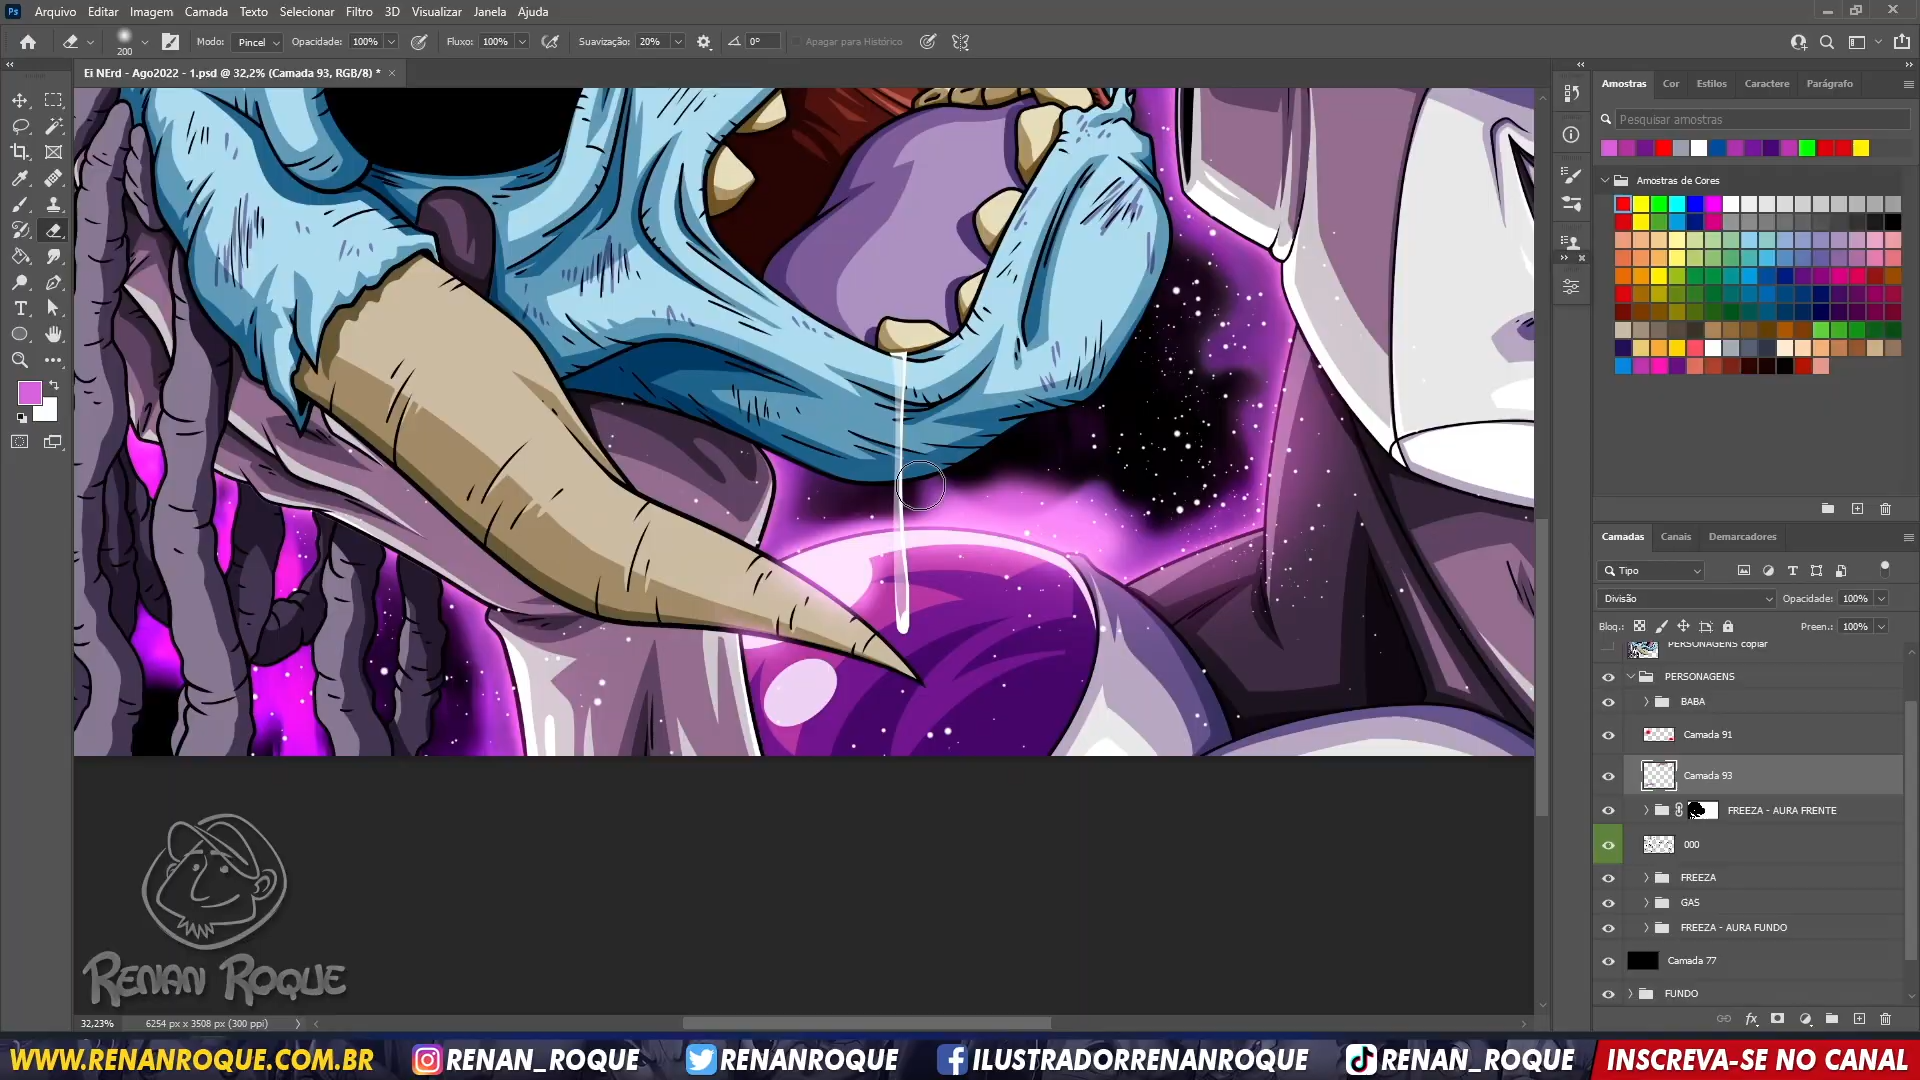 Ps Arquivo Editar Imagem Camada Texto Selecionar Filtro 3D Visualizar Janela Ajuda
200 Modo: Pincel Opacidade: 100% Fluxo: 100% Suavização: 20% 0° Apagar para Histórico
Ei NErd - Ago2022 - 1.psd @ 32,2% (Camada 93, RGB/8) *
Amostras Cor Estilos Caractere Parágrafo
Pesquisar amostras
Amostras de Cores
Camadas Canais Demarcadores
Tipo
Divisão Opacidade: 100%
Bloq.: Preen.: 100%
PERSONAGENS copiar
PERSONAGENS
BABA
Camada 91
Camada 93
FREEZA - AURA FRENTE
000
FREEZA
GAS
FREEZA - AURA FUNDO
Camada 77
FUNDO
RENAN ROQUE
32,23% 6254 px x 3508 px (300 ppi)
WWW.RENANROQUE.COM.BR RENAN_ROQUE RENANROQUE ILUSTRADORRENANROQUE RENAN_ROQUE INSCREVA-SE NO CANAL